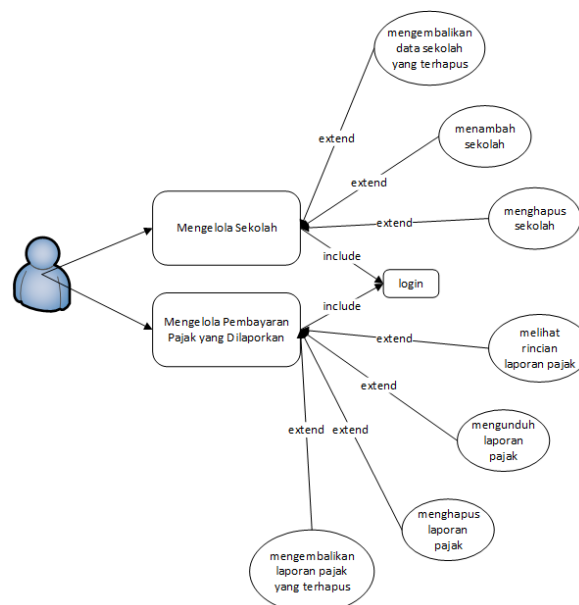 mengembalikan
data sekolah
yang terhapus
extend
menambah
sekolah
extend
menghapus
sekolah
extend
Mengelola Sekolah
include
login
include
Mengelola Pembayaran
Pajak yang Dilaporkan
extend
melihat
rincian
laporan pajak
extend
mengunduh
laporan
pajak
extend
extend
menghapus
laporan
pajak
mengembalikan
laporan pajak
yang terhapus